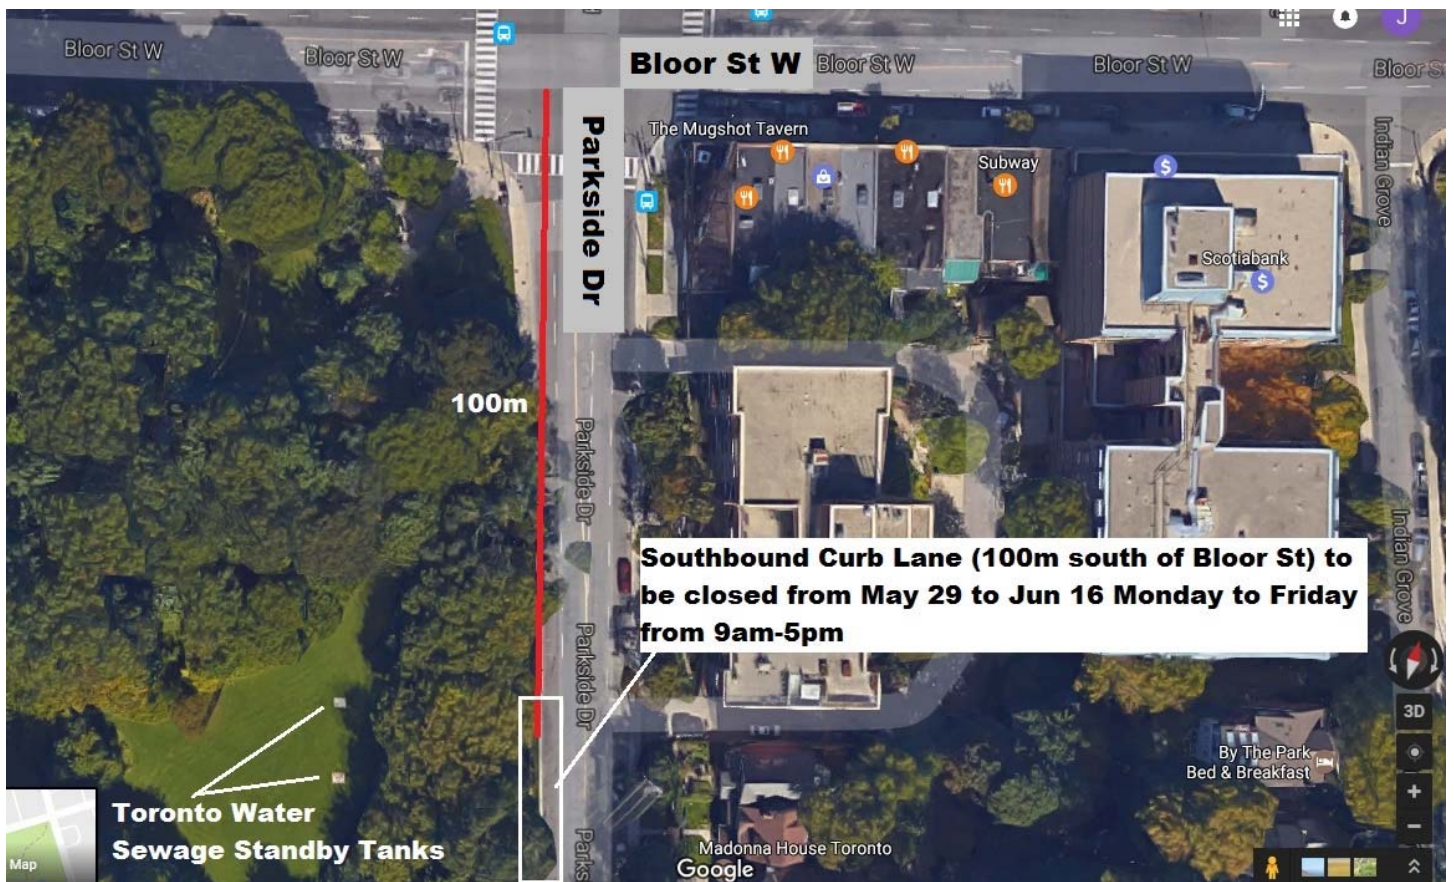 Bloor St W
Bloor St W
Bloor St W
Bloor St W
Bloor St W
Bloor S
J
Parkside Dr
The Mugshot Tavern
Subway
Indian Grove
Scotiabank
$
$
100m
Parkside Dr
Southbound Curb Lane (100m south of Bloor St) to
be closed from May 29 to Jun 16 Monday to Friday
from 9am-5pm
Indian Grove
Parkside Dr
3D
By The Park
Bed & Breakfast
Toronto Water
Sewage Standby Tanks
Parks
Madonna House Toronto
Google
Map